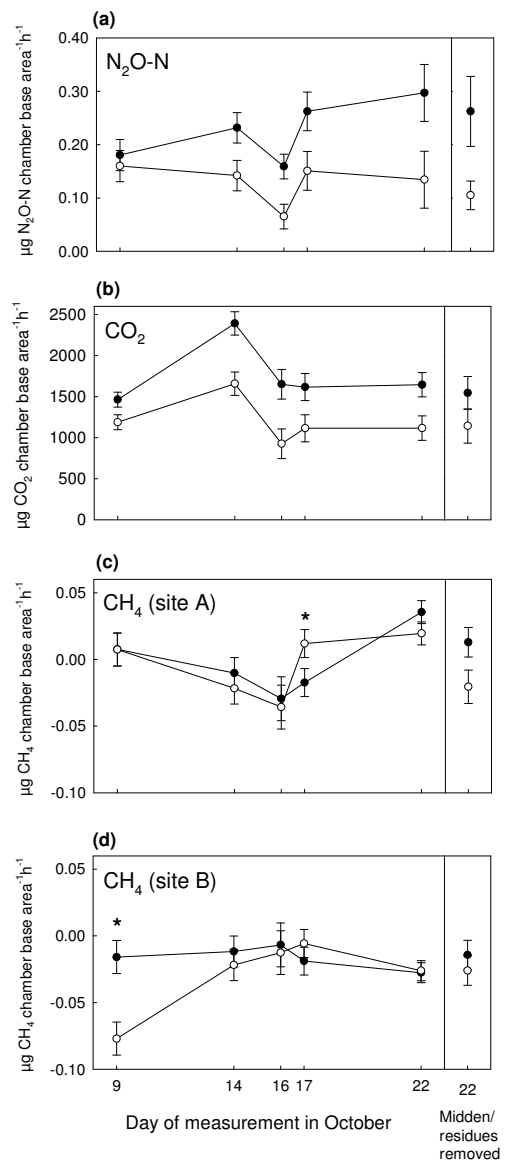 (a)
N₂O-N
µg N₂O-N chamber base area⁻¹h⁻¹
0.40
0.30
0.20
0.10
0.00
(b)
CO₂
µg CO₂ chamber base area⁻¹h⁻¹
2500
2000
1500
1000
500
0
(c)
CH₄ (site A)
*
µg CH₄ chamber base area⁻¹h⁻¹
0.05
0.00
-0.05
-0.10
(d)
CH₄ (site B)
*
µg CH₄ chamber base area⁻¹h⁻¹
0.05
0.00
-0.05
-0.10
9 14 16 17 22 22
Day of measurement in October
Midden/
residues
removed